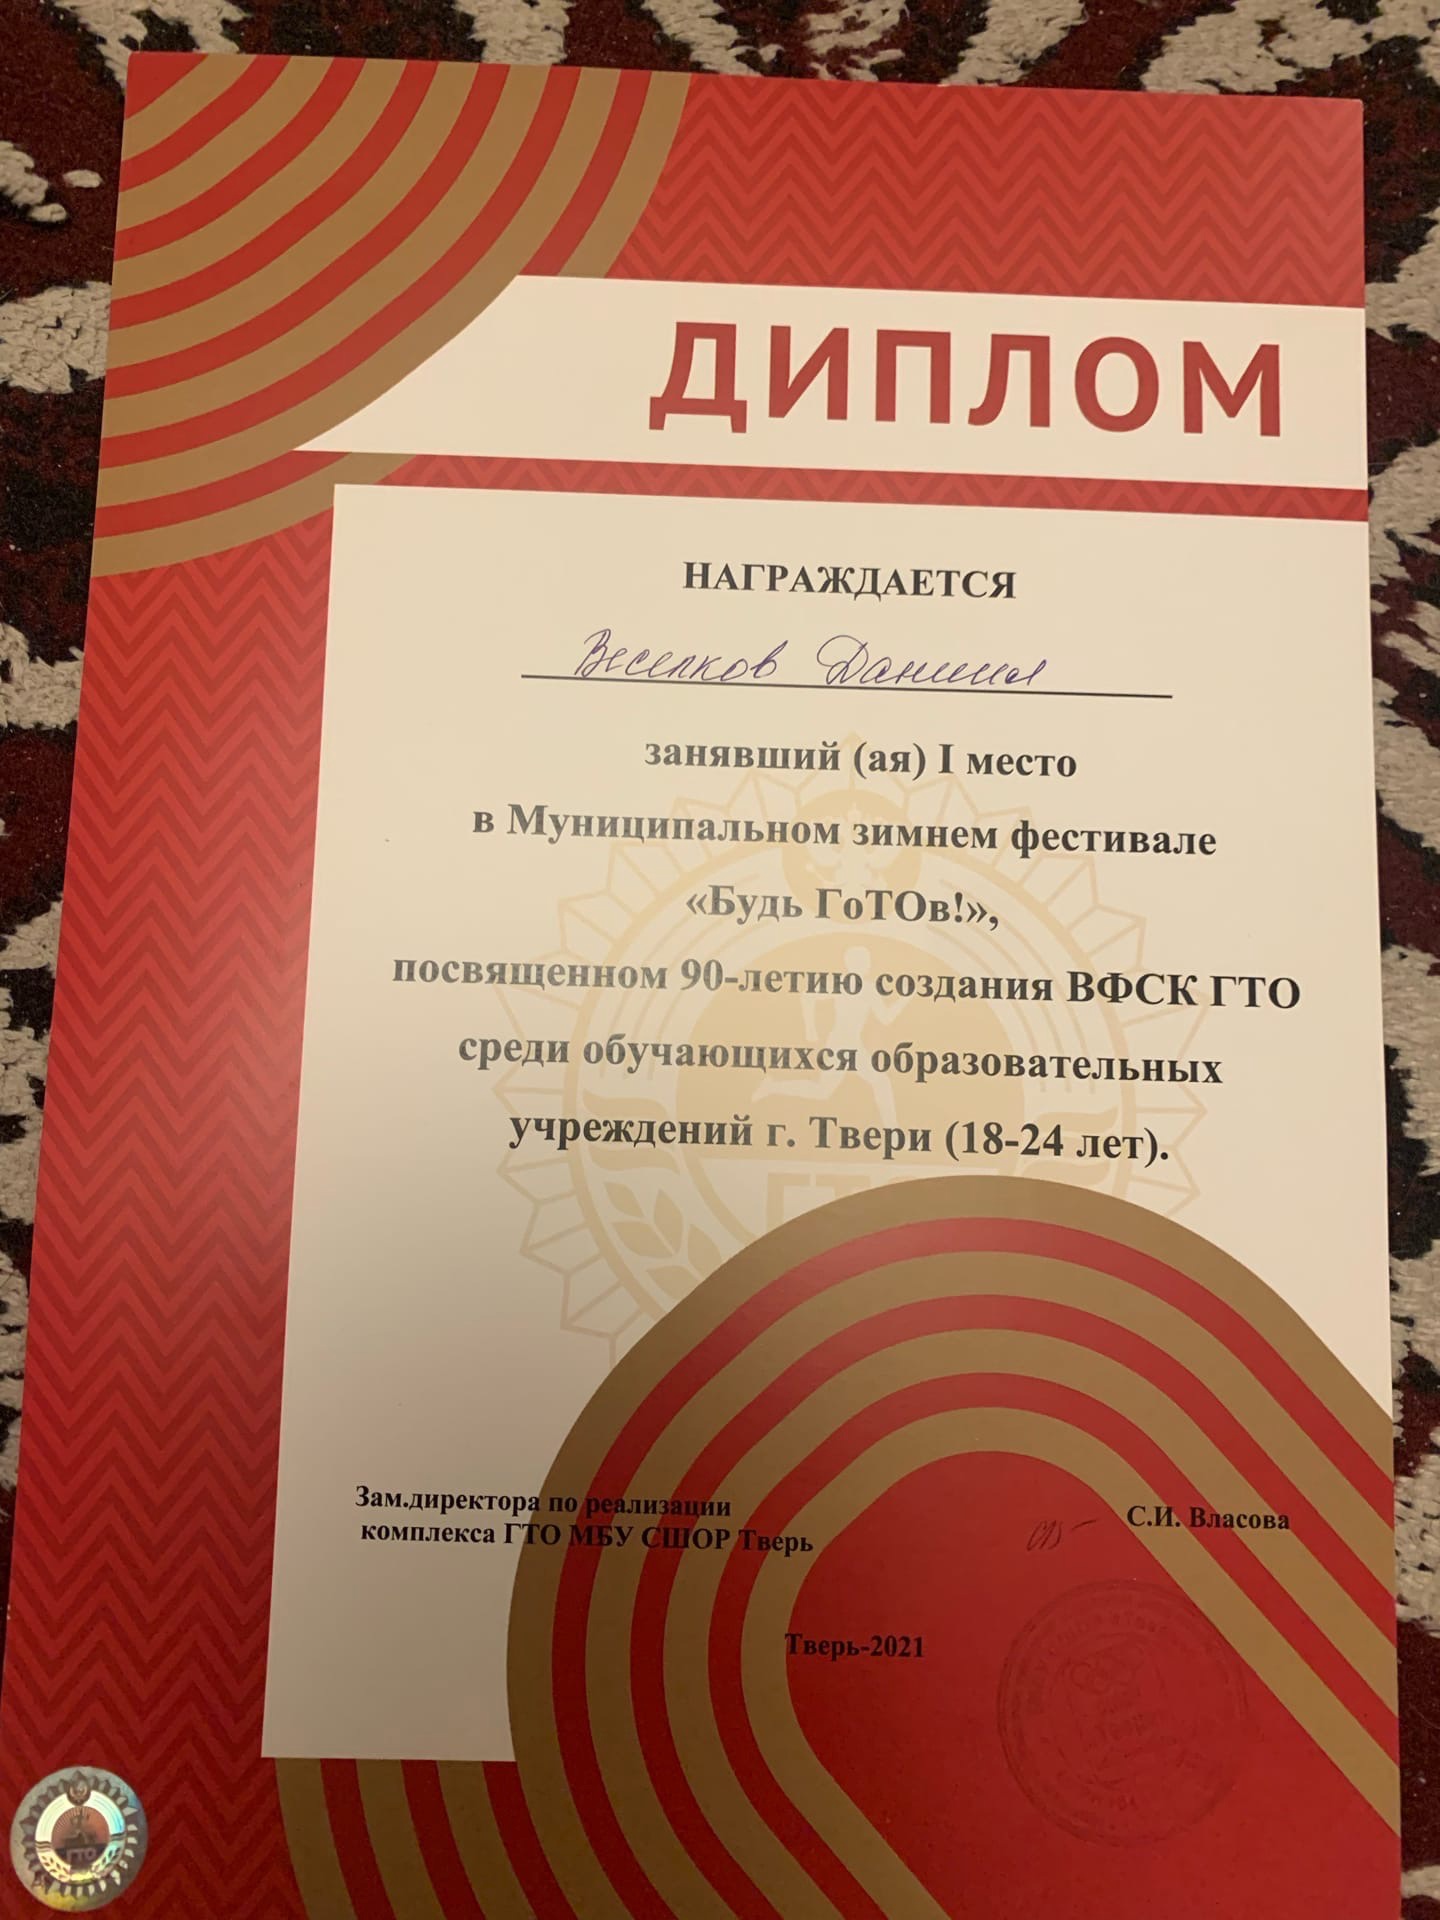 ДИПЛОМ
НАГРАЖДАЕТСЯ
Веселков Даниил
занявший (ая) I место
в Муниципальном зимнем фестивале
«Будь ГоТОв!»,
посвященном 90-летию создания ВФСК ГТО
среди обучающихся образовательных
учреждений г. Твери (18-24 лет).
ГТО
Зам.директора по реализации
комплекса ГТО МБУ СШОР Тверь
С.И. Власова
Тверь-2021
ГТО